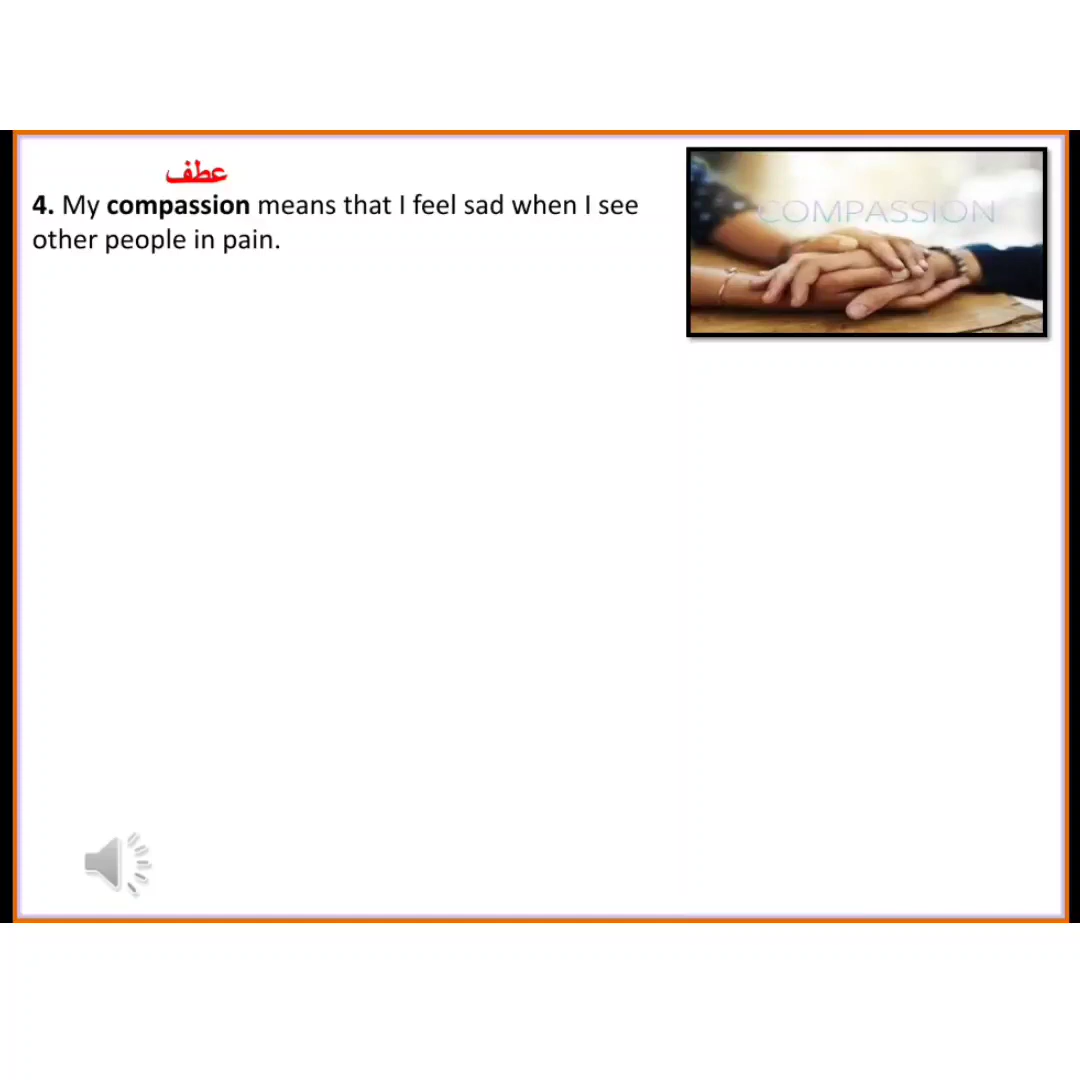 عطف
4. My compassion means that I feel sad when I see
other people in pain.
COMPASSION